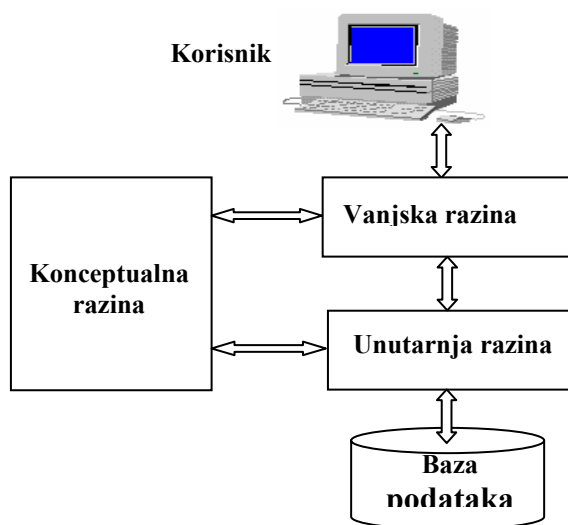 Korisnik
Vanjska razina
Konceptualna
razina
Unutarnja razina
Baza
podataka